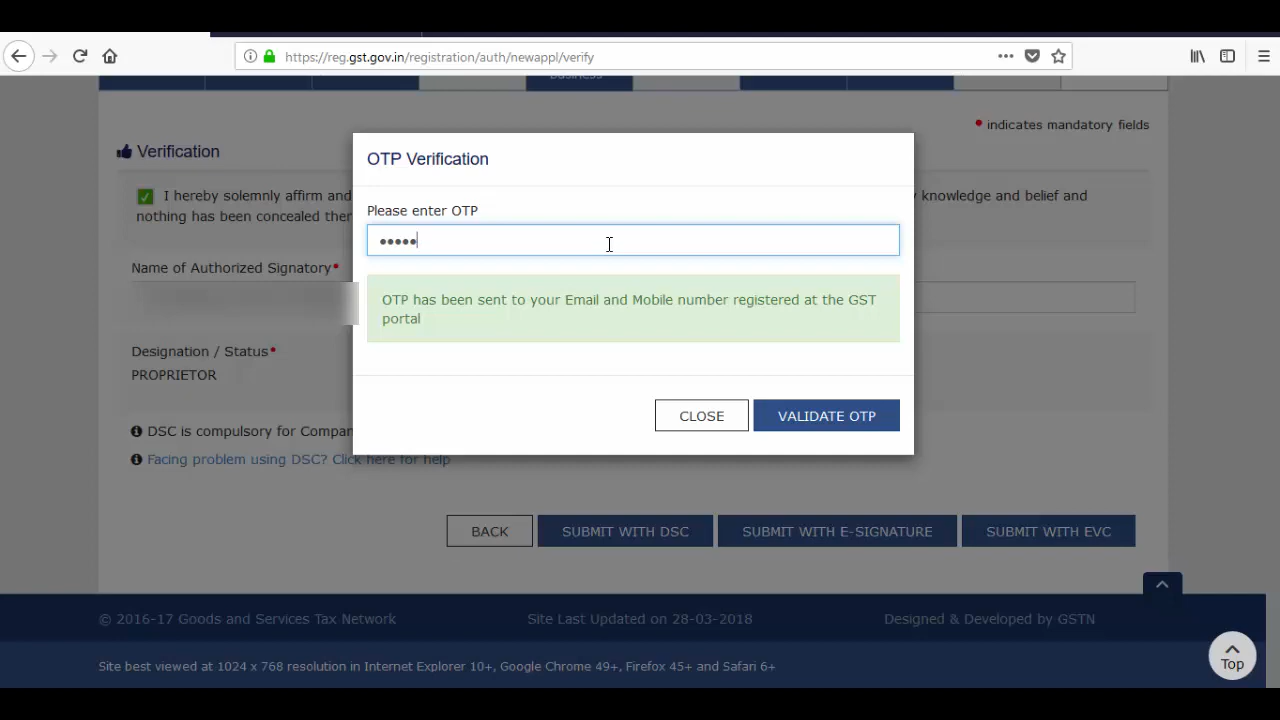 https://reg.gst.gov.in/registration/auth/newappl/verify
Business
• indicates mandatory fields
Verification
I hereby solemnly affirm and
knowledge and belief and
nothing has been concealed
Name of Authorized Signatory•
Designation / Status•
PROPRIETOR
DSC is compulsory for
Facing problem using DSC? Click here for help
OTP Verification
Please enter OTP
•••••
OTP has been sent to your Email and Mobile number registered at the GST
portal
CLOSE
VALIDATE OTP
BACK
SUBMIT WITH DSC
SUBMIT WITH E-SIGNATURE
SUBMIT WITH EVC
© 2016-17 Goods and Services Tax Network
Site Last Updated on 28-03-2018
Designed & Developed by GSTN
Site best viewed at 1024 x 768 resolution in Internet Explorer 10+, Google Chrome 49+, Firefox 45+ and Safari 6+
Top